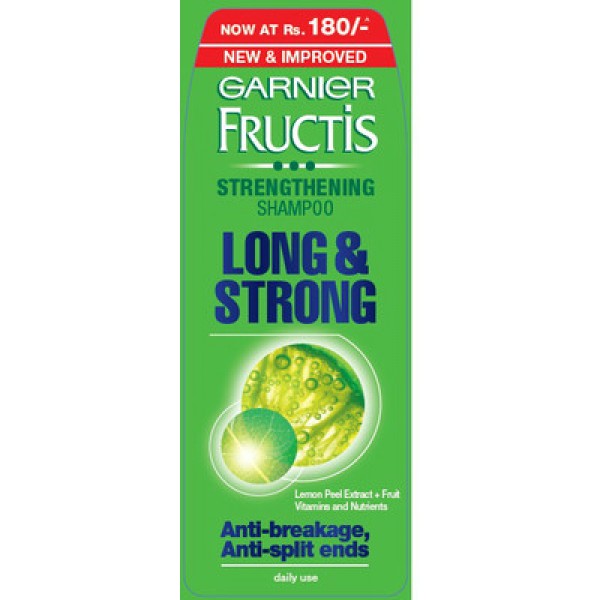 NOW AT Rs. 180/-^
NEW & IMPROVED
GARNIER
FRUCTIS
STRENGTHENING
SHAMPOO
LONG &
STRONG
Lemon Peel Extract + Fruit
Vitamins and Nutrients
Anti-breakage,
Anti-split ends
daily use